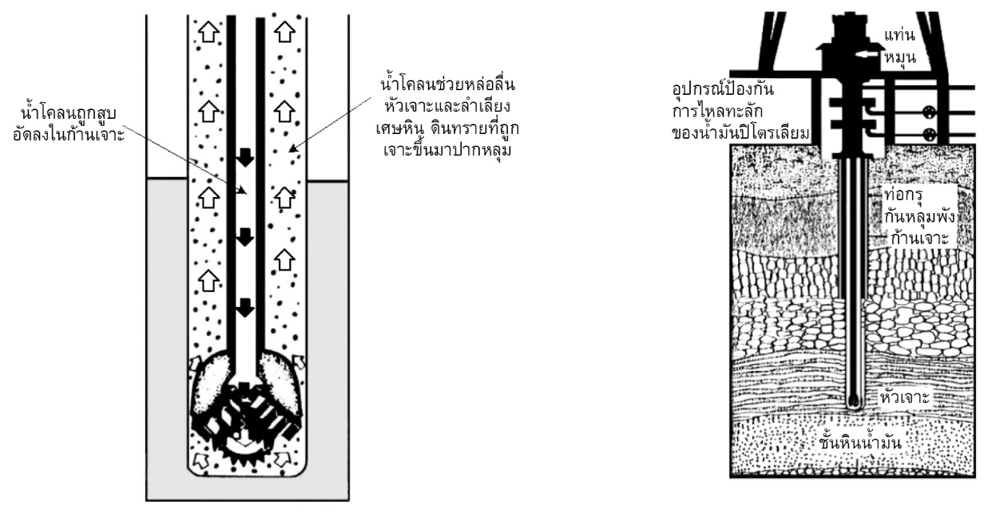 น้ำโคลนถูกสูบ
อัดลงในก้านเจาะ
น้ำโคลนช่วยหล่อลื่น
หัวเจาะและลำเลียง
เศษหิน ดินทรายที่ถูก
เจาะขึ้นมาปากหลุม
แท่น
หมุน
อุปกรณ์ป้องกัน
การไหลทะลัก
ของน้ำมันปิโตรเลียม
ท่อกรุ
กันหลุมพัง
ก้านเจาะ
หัวเจาะ
ชั้นหินน้ำมัน